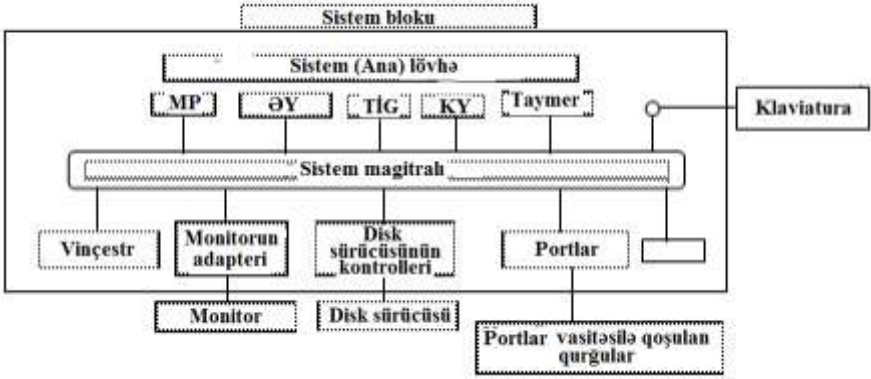 Sistem bloku
Sistem (Ana) lövhə
MP ƏY TİG KY Taymer
Klaviatura
Sistem magitralı
Vinçestr
Monitorun
adapteri
Disk
sürücüsünün
kontrolleri
Portlar
Monitor
Disk sürücüsü
Portlar vasitəsilə qoşulan
qurğular